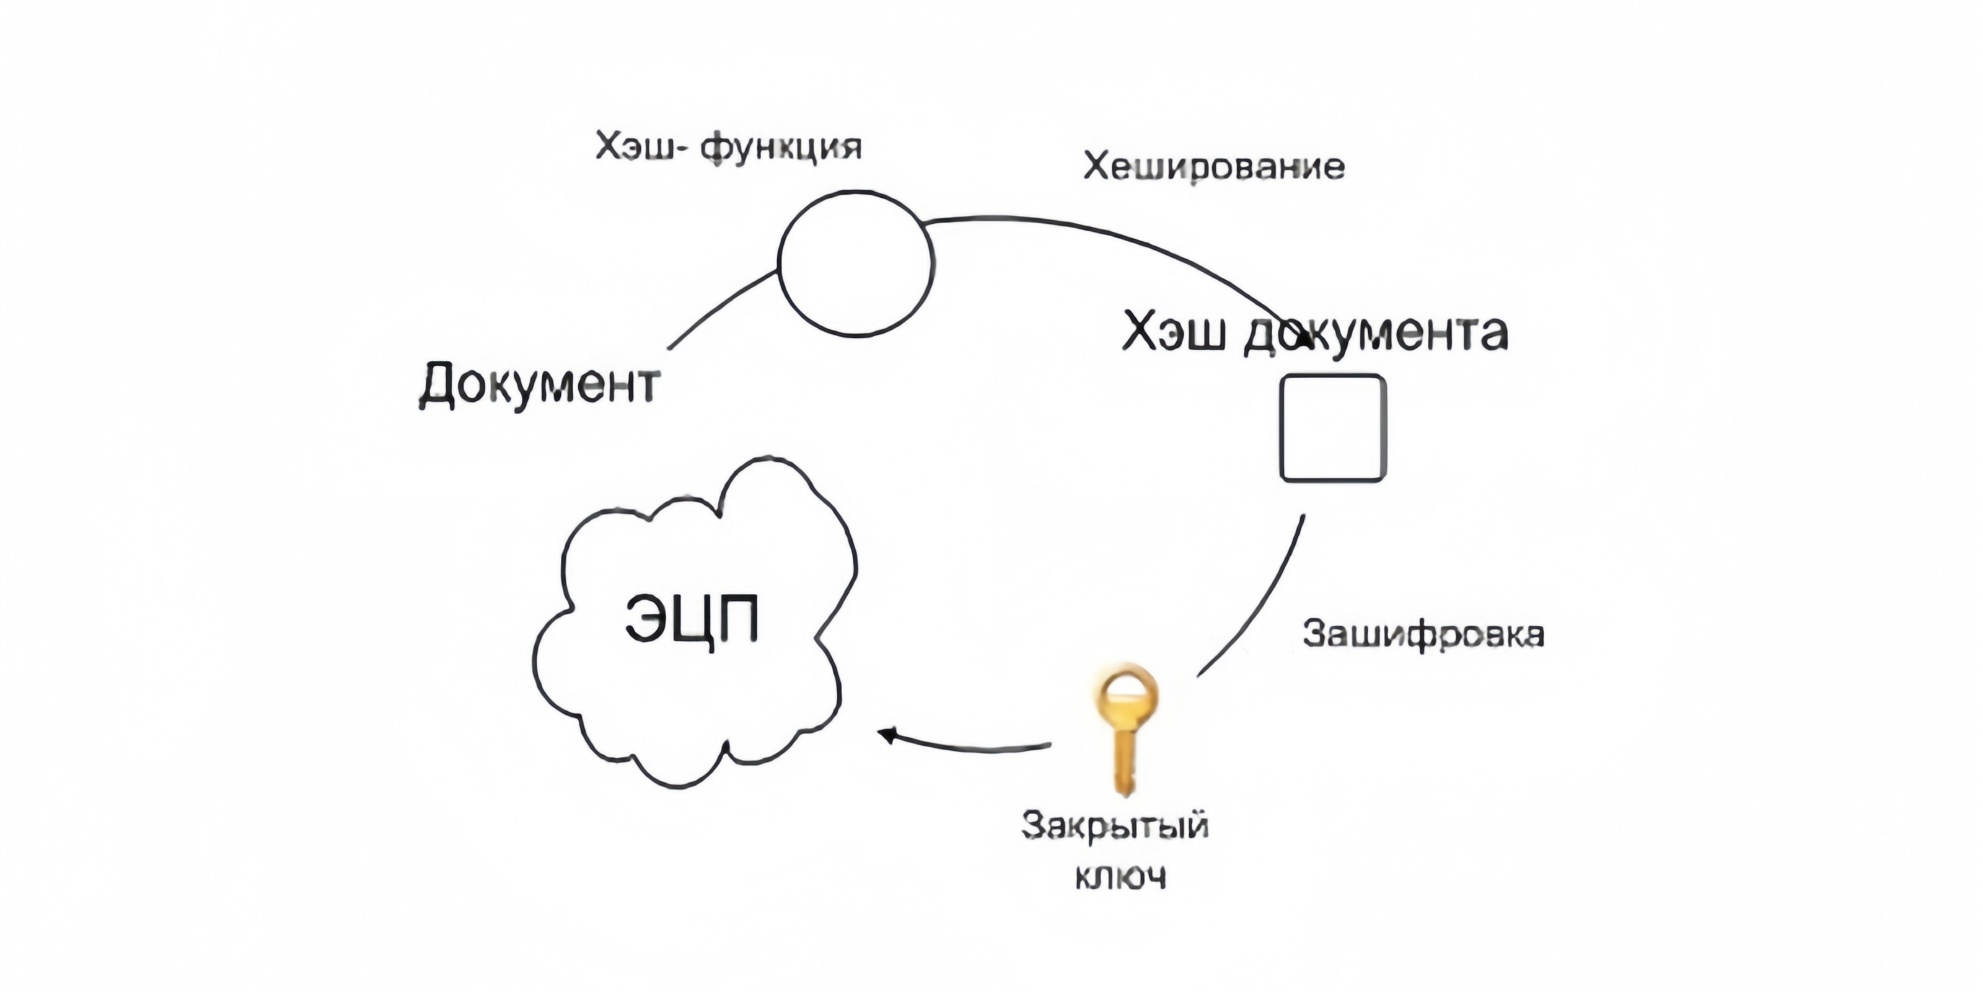 Хэш- функция
Хеширование
Хэш документа
Документ
ЭЦП
Зашифровка
Закрытый
ключ